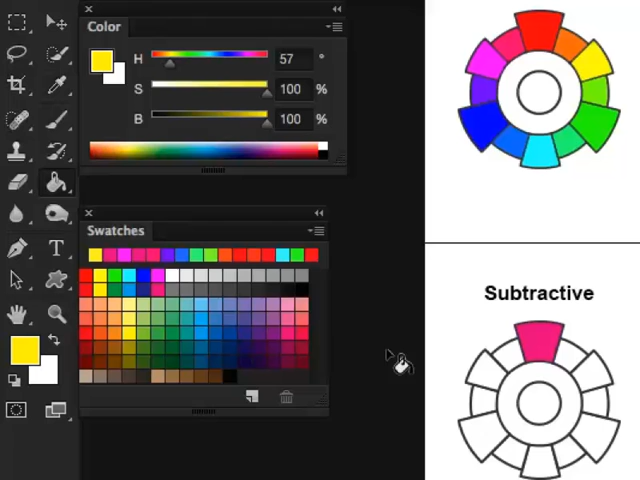 Color
H 57 °
S 100 %
B 100 %
Swatches
T
Subtractive